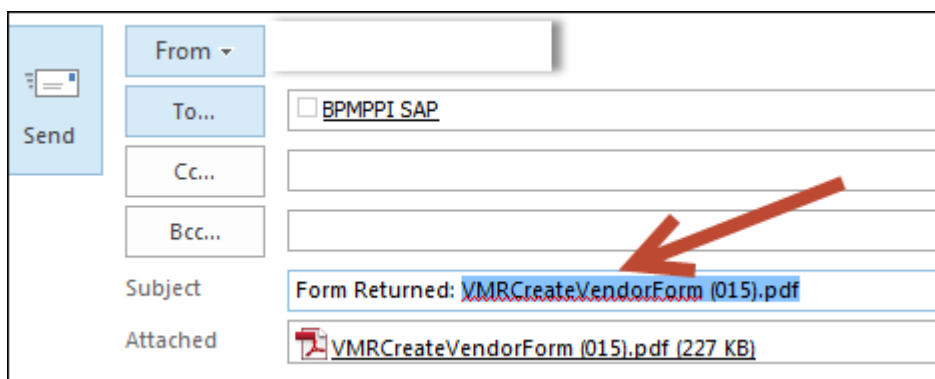 From
Send
To...
BPMPPI SAP
Cc...
Bcc...
Subject
Form Returned: VMRCreateVendorForm (015).pdf
Attached
VMRCreateVendorForm (015).pdf (227 KB)